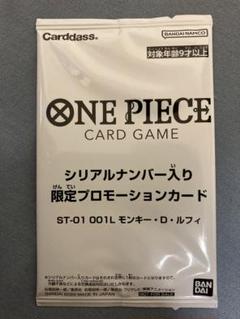 Carddass®
BANDAI NAMCO
対象年齢9才以上
ONE PIECE
CARD GAME
シリアルナンバー入り
限定プロモーションカード
ST-01 001L モンキー・D・ルフィ
BANDAI